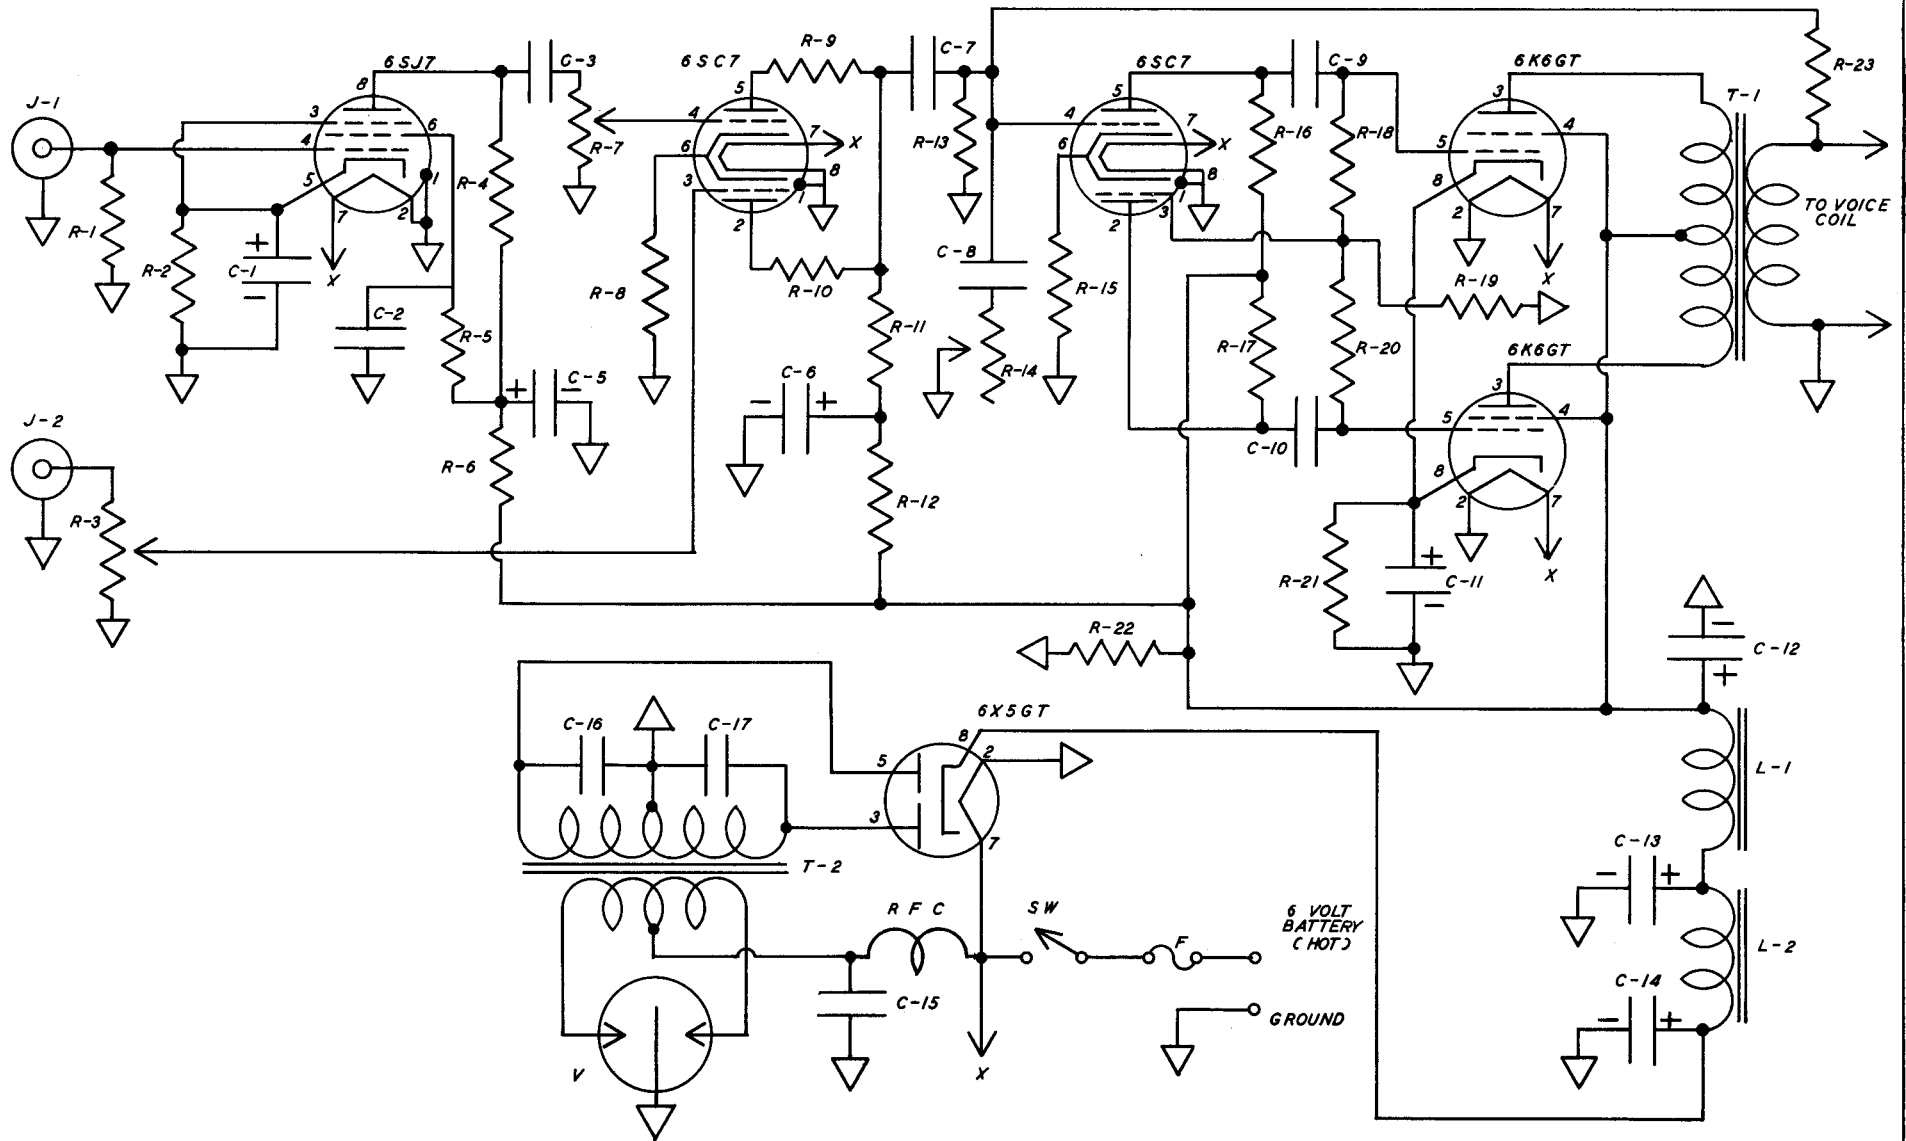 6SJ7
C-3
6SC7
R-9
C-7
6SC7
C-9
6K6GT
T-1
R-23
J-1
8
3
4
6
5
1
7
2
X
R-1
R-2
C-1
+
-
C-2
R-4
R-5
R-7
5
4
6
3
7
8
1
2
X
R-13
5
4
6
7
8
1
3
2
X
R-16
R-18
3
5
4
8
2
7
X
TO VOICE
COIL
R-8
R-10
R-11
C-8
R-14
R-15
R-17
R-19
R-20
6K6GT
C-5
+
-
C-6
-
+
C-10
3
5
4
8
2
7
X
J-2
R-3
R-6
R-12
R-21
C-11
+
-
R-22
C-12
-
+
C-16
C-17
6X5GT
8
2
5
3
7
L-1
T-2
C-13
-
+
RFC
SW
F
6 VOLT
BATTERY
(HOT)
L-2
C-14
-
+
C-15
GROUND
V
X